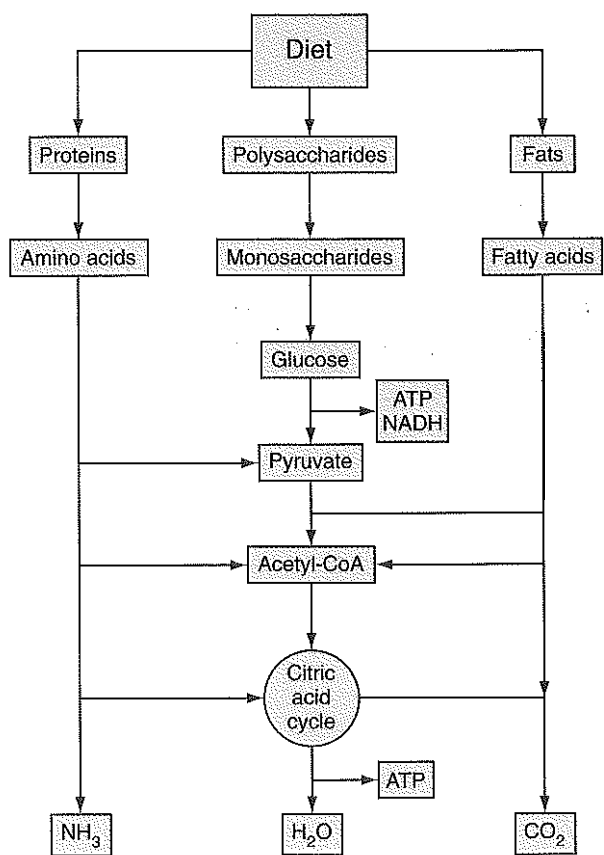 Diet
Proteins
Polysaccharides
Fats
Amino acids
Monosaccharides
Fatty acids
Glucose
ATP
NADH
Pyruvate
Acetyl-CoA
Citric
acid
cycle
ATP
NH₃
H₂O
CO₂